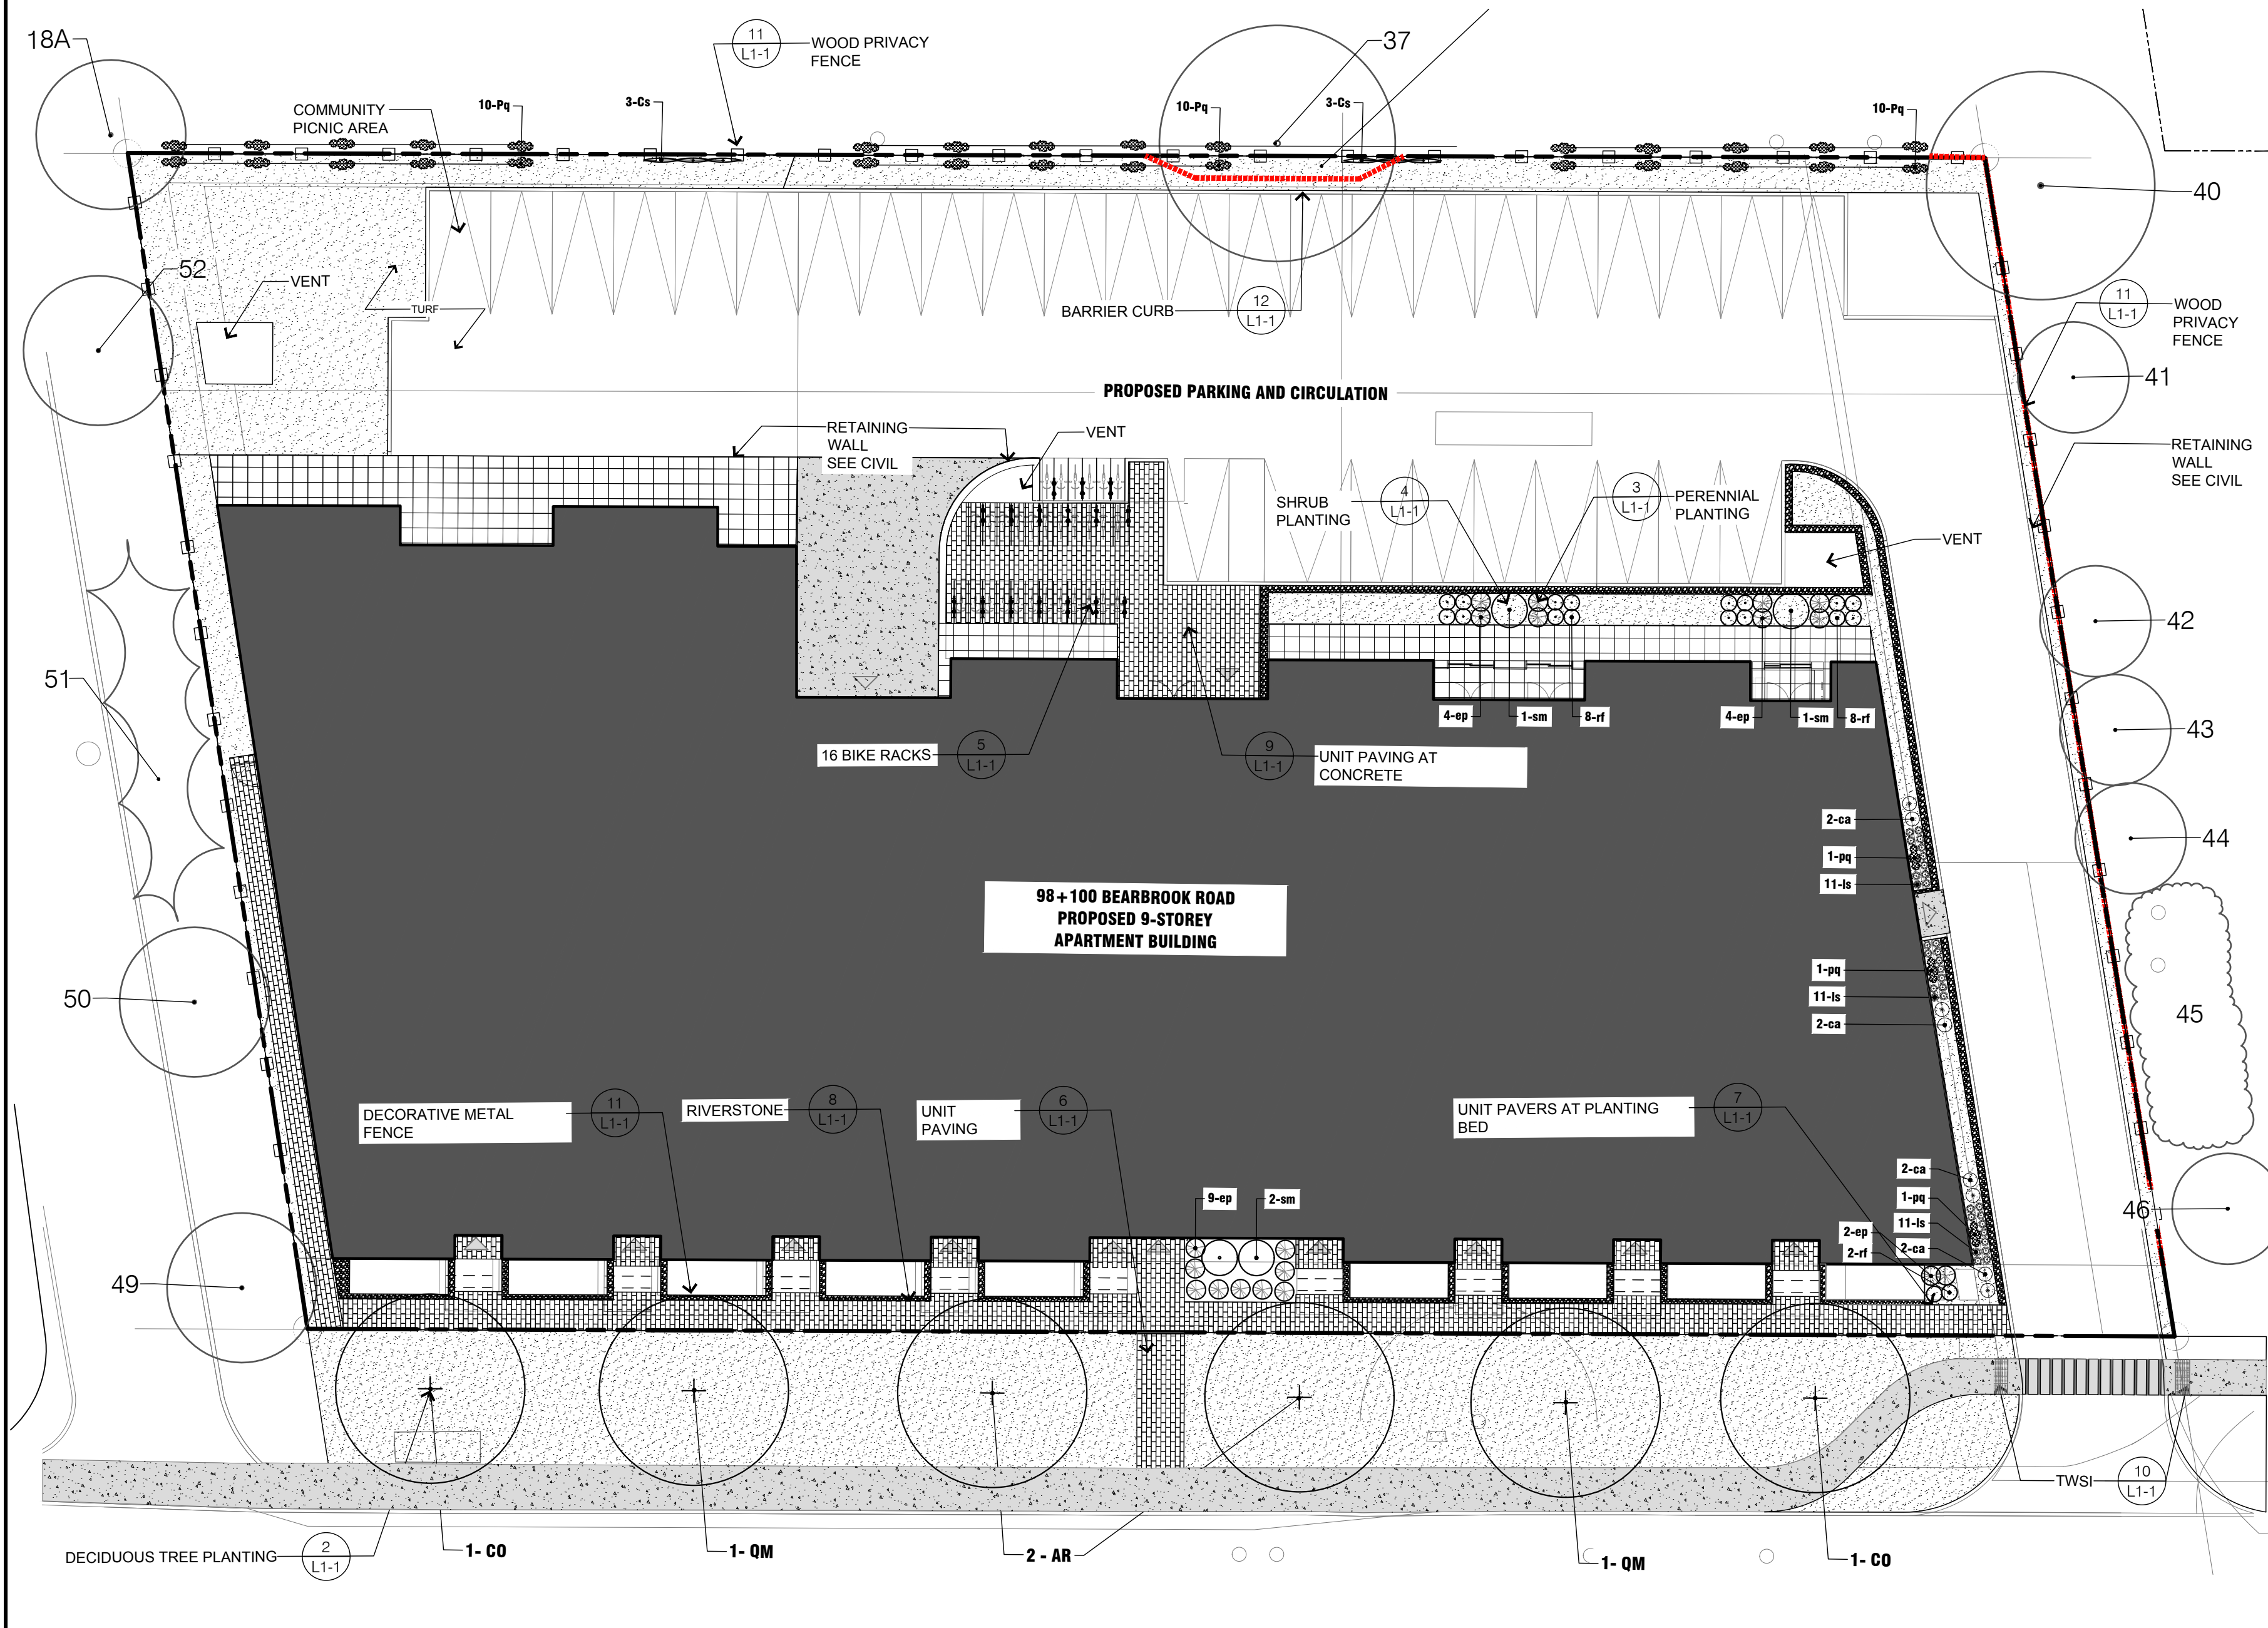 18A
11
L1-1
WOOD PRIVACY
FENCE
37
COMMUNITY
PICNIC AREA
10-Pq
3-Cs
10-Pq
3-Cs
10-Pq
40
52
VENT
TURF
BARRIER CURB
12
L1-1
11
L1-1
WOOD
PRIVACY
FENCE
41
PROPOSED PARKING AND CIRCULATION
RETAINING
WALL
SEE CIVIL
VENT
RETAINING
WALL
SEE CIVIL
SHRUB
PLANTING
4
L1-1
3
L1-1
PERENNIAL
PLANTING
VENT
42
51
4-ep
1-sm
8-rf
4-ep
1-sm
8-rf
43
16 BIKE RACKS
5
L1-1
9
L1-1
UNIT PAVING AT
CONCRETE
2-ca
1-pq
11-ls
44
98+100 BEARBROOK ROAD
PROPOSED 9-STOREY
APARTMENT BUILDING
1-pq
11-ls
2-ca
50
45
DECORATIVE METAL
FENCE
11
L1-1
RIVERSTONE
8
L1-1
UNIT
PAVING
6
L1-1
UNIT PAVERS AT PLANTING
BED
7
L1-1
9-ep
2-sm
2-ca
1-pq
11-ls
2-ca
2-ep
2-rf
46
49
TWSI
10
L1-1
DECIDUOUS TREE PLANTING
2
L1-1
1- CO
1- QM
2 - AR
1- QM
1- CO